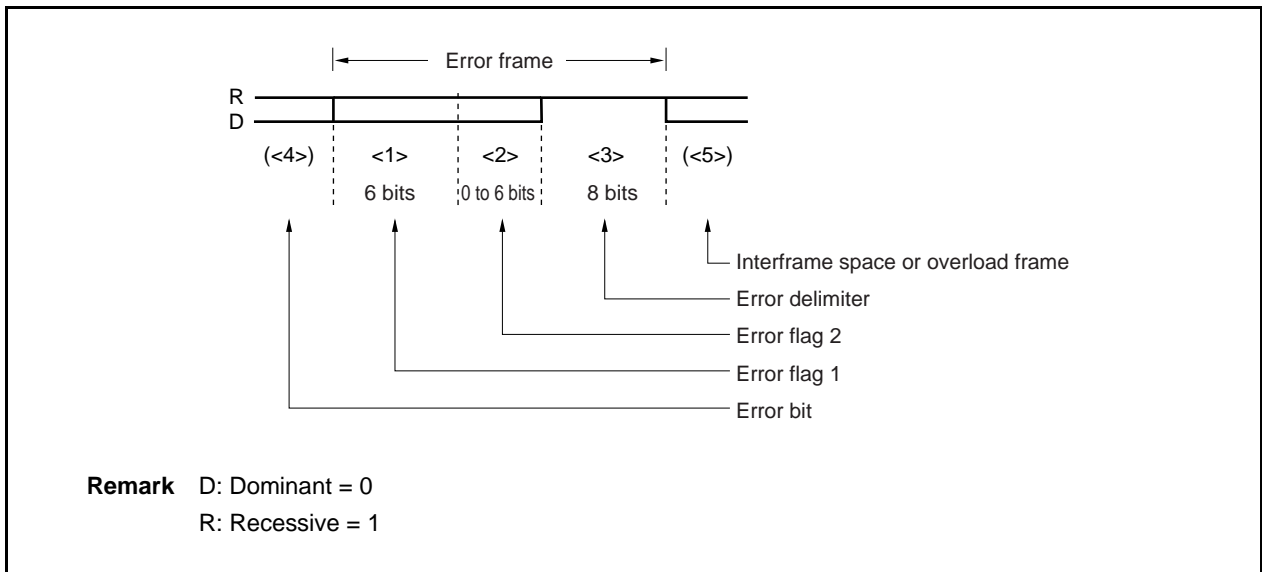 Error frame
R
D
(<4>) <1> <2> <3> (<5>)
6 bits 0 to 6 bits 8 bits
Interframe space or overload frame
Error delimiter
Error flag 2
Error flag 1
Error bit
Remark D: Dominant = 0
R: Recessive = 1